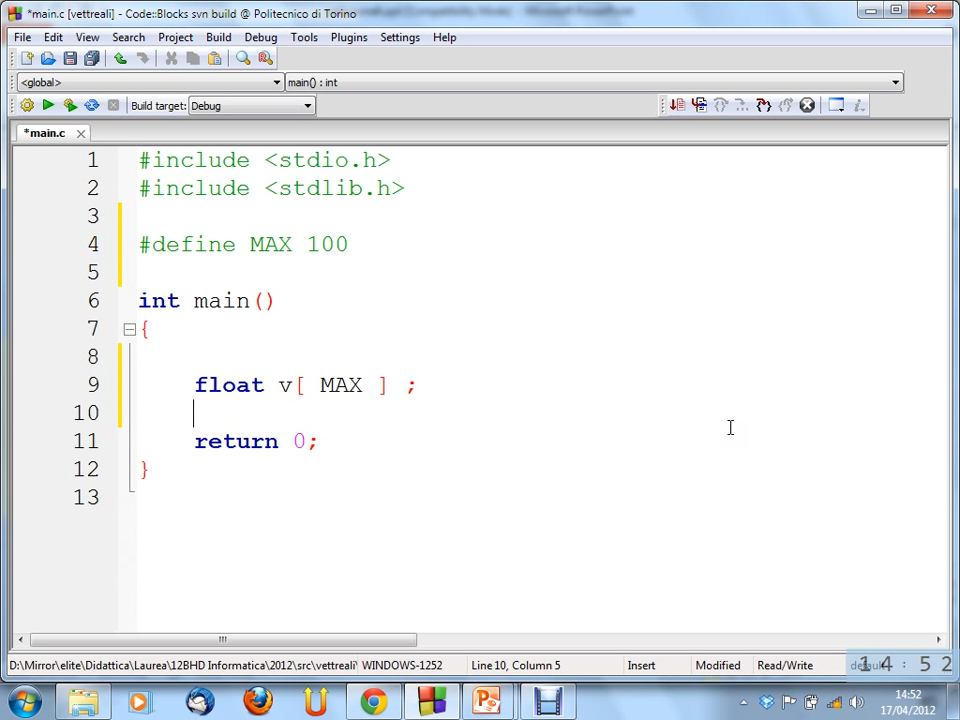 *main.c [vettreali] - Code::Blocks svn build @ Politecnico di Torino
File Edit View Search Project Build Debug Tools Plugins Settings Help
<global> main() : int
Build target: Debug
*main.c
1 #include <stdio.h>
2 #include <stdlib.h>
3
4 #define MAX 100
5
6 int main()
7 {
8
9 float v[ MAX ] ;
10
11 return 0;
12 }
13
D:\Mirror\elite\Didattica\Laurea\12BHD Informatica\2012\src\vettreali\ WINDOWS-1252 Line 10, Column 5 Insert Modified Read/Write
14:52
14:52
17/04/2012